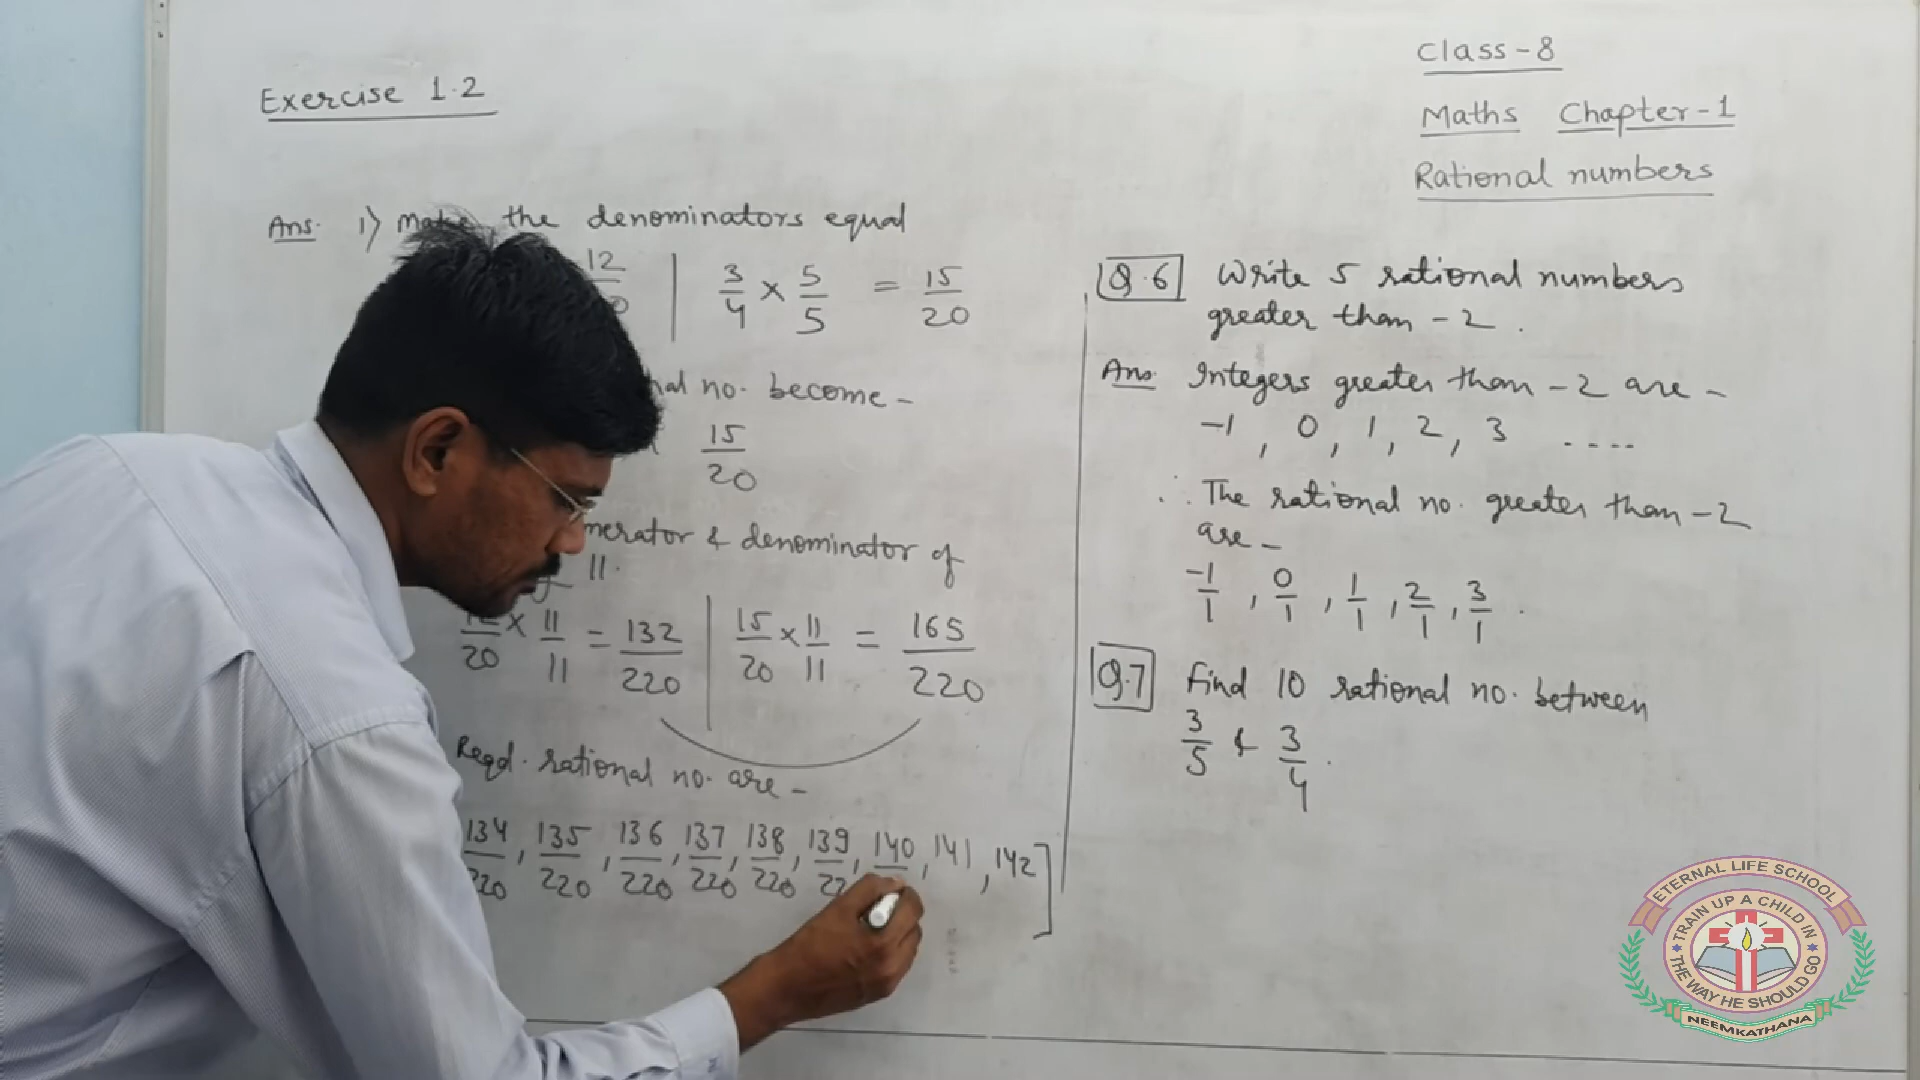 Class-8
Maths Chapter-1
Rational numbers
Exercise 1.2
Ans. 1) Make the denominators equal
12 | 3/4 × 5/5 = 15/20
no. become -
15/20
& denominator of
11.
12/20 × 11/11 = 132/220 | 15/20 × 11/11 = 165/220
Reqd. rational no. are -
134/220, 135/220, 136/220, 137/220, 138/220, 139/22, 140, 141, 142]
Q.6 Write 5 rational numbers
greater than -2.
Ans. Integers greater than -2 are -
-1, 0, 1, 2, 3 ....
∴ The rational no. greater than -2
are -
-1/1, 0/1, 1/1, 2/1, 3/1.
Q.7 Find 10 rational no. between
3/5 & 3/4.
ETERNAL LIFE SCHOOL
TRAIN UP A CHILD IN
THE WAY HE SHOULD GO
NEEMKATHANA